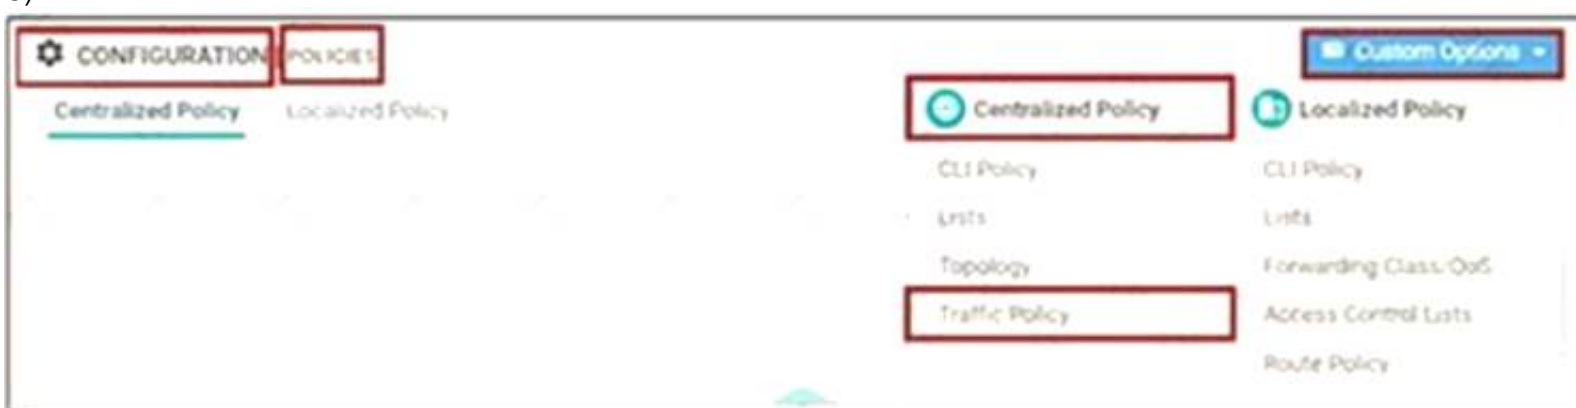 CONFIGURATION POLICIES
Custom Options
Centralized Policy Localized Policy
Centralized Policy Localized Policy
CLI Policy CLI Policy
Lists Lists
Topology Forwarding Class/QoS
Traffic Policy Access Control Lists
Route Policy